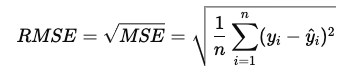 RMSE = √MSE = √(1/n ∑_{i=1}^{n} (y_i − ŷ_i)²)